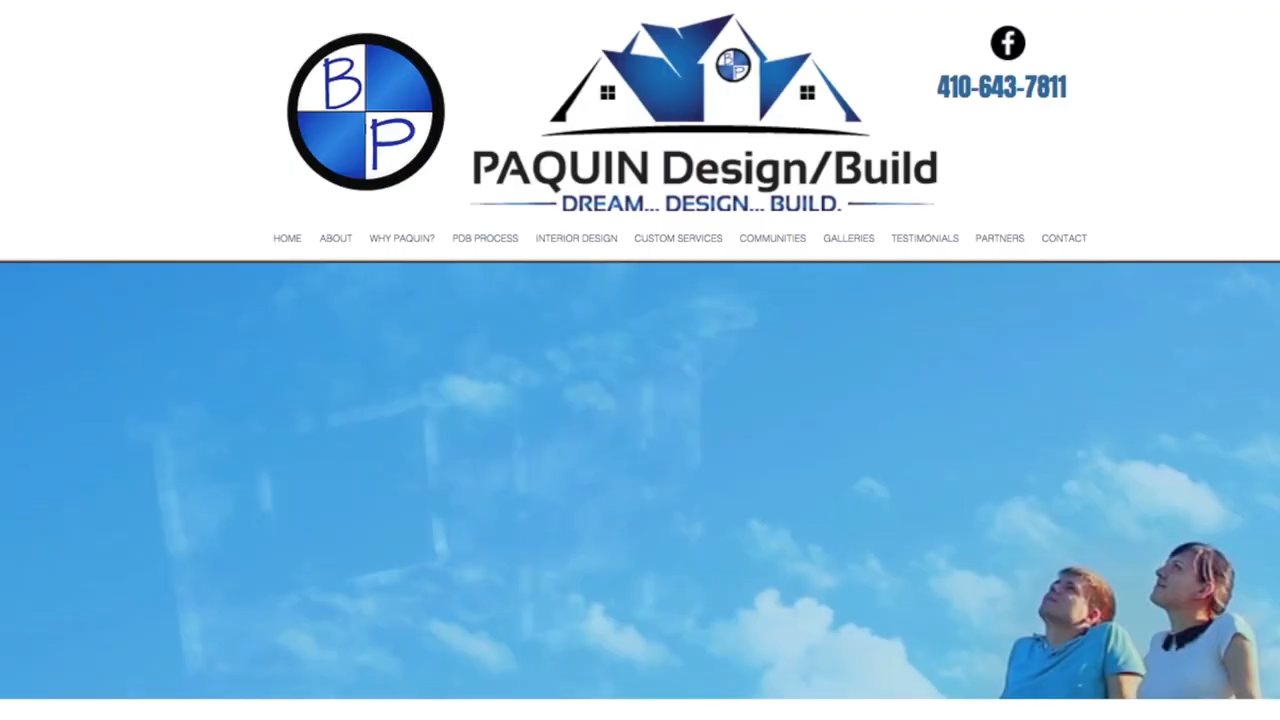 B
P
B
P
PAQUIN Design/Build
DREAM... DESIGN... BUILD.
410-643-7811
HOME ABOUT WHY PAQUIN? PDB PROCESS INTERIOR DESIGN CUSTOM SERVICES COMMUNITIES GALLERIES TESTIMONIALS PARTNERS CONTACT